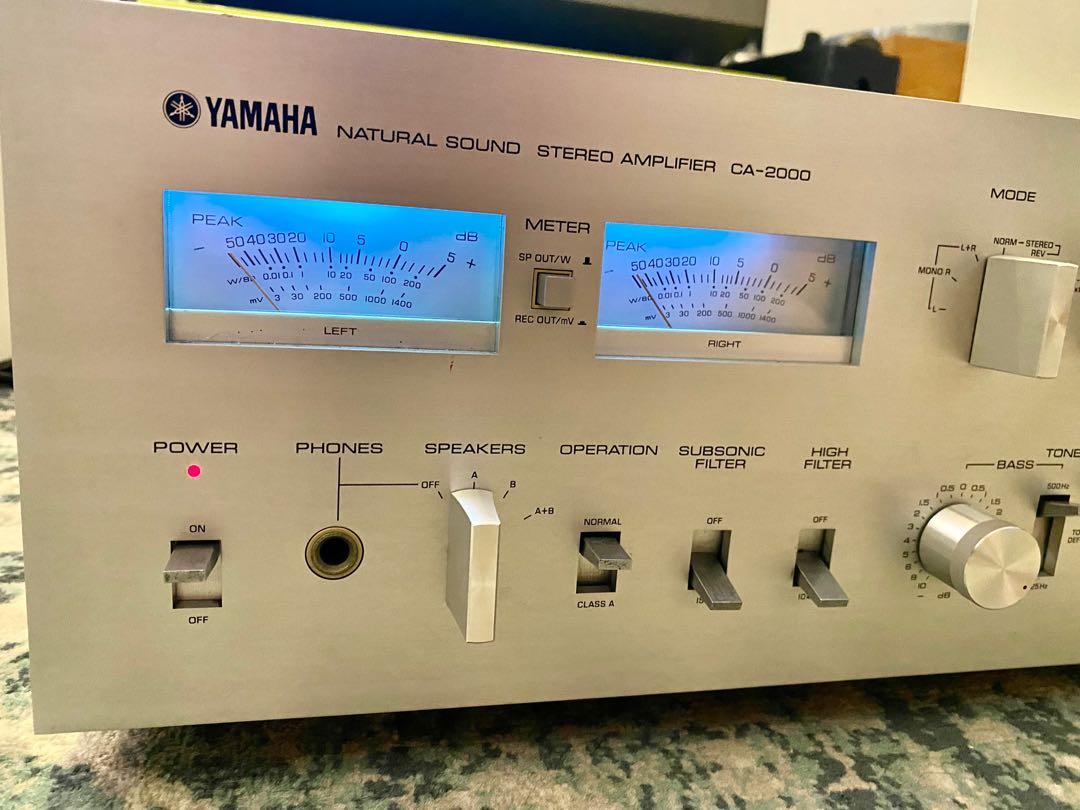 YAMAHA NATURAL SOUND STEREO AMPLIFIER CA-2000
MODE
L+R NORM-STEREO
REV
MONO R
L
PEAK dB
- 50 40 30 20 10 5 0 5 +
0.01 0.1 1 10 20 50 100 200
mV 3 30 200 500 1000 1400
LEFT
METER
SP OUT/W
REC OUT/mV
PEAK dB
- 50 40 30 20 10 5 0 5 +
0.01 0.1 1 10 20 50 100 200
mV 3 30 200 500 1000 1400
RIGHT
POWER
ON
OFF
PHONES
SPEAKERS
OFF A B A+B
OPERATION
NORMAL
CLASS A
SUBSONIC
FILTER
OFF
HIGH
FILTER
OFF
TONE
BASS
2 1.5 0.5 0 0.5 1.5 2
3
4
5
6
8
10
- dB
500Hz